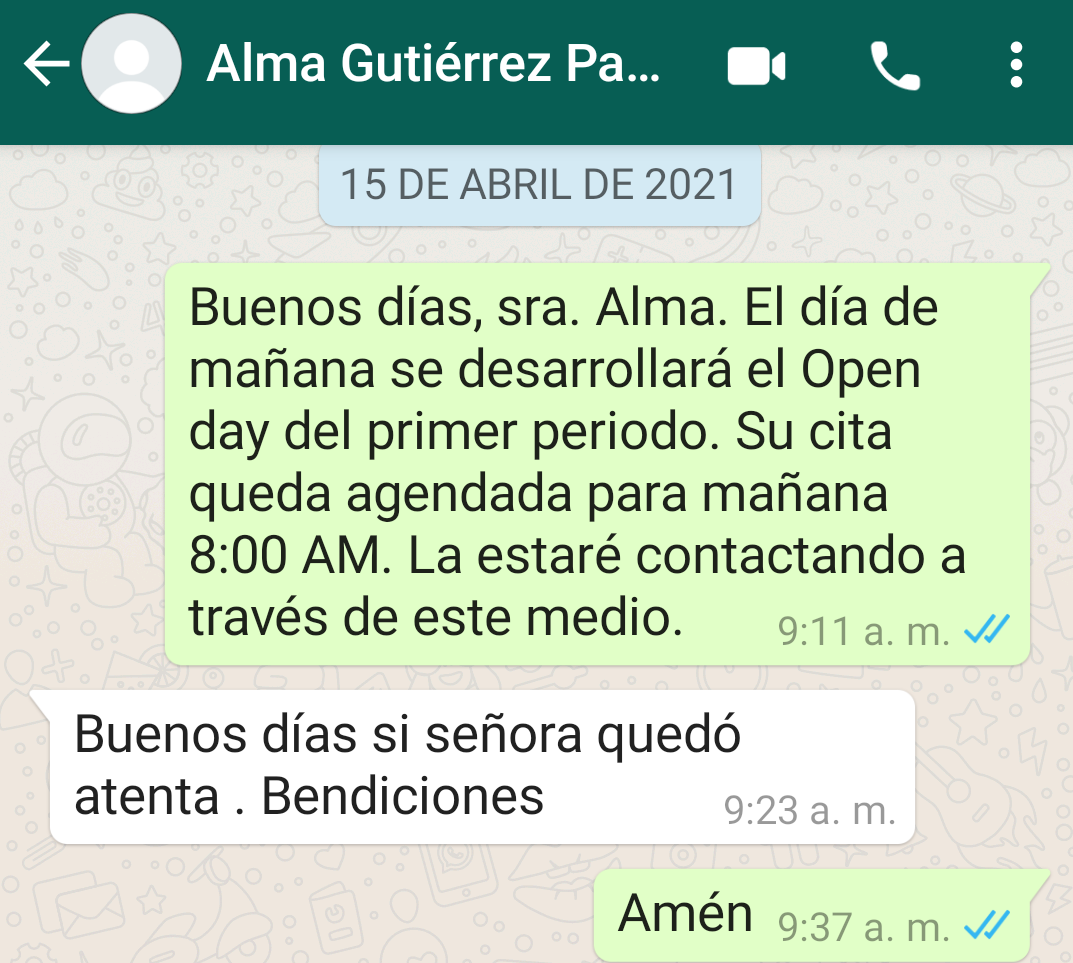 Alma Gutiérrez Pa...
15 DE ABRIL DE 2021
Buenos días, sra. Alma. El día de
mañana se desarrollará el Open
day del primer periodo. Su cita
queda agendada para mañana
8:00 AM. La estaré contactando a
través de este medio.
9:11 a. m.
Buenos días si señora quedó
atenta . Bendiciones
9:23 a. m.
Amén
9:37 a. m.